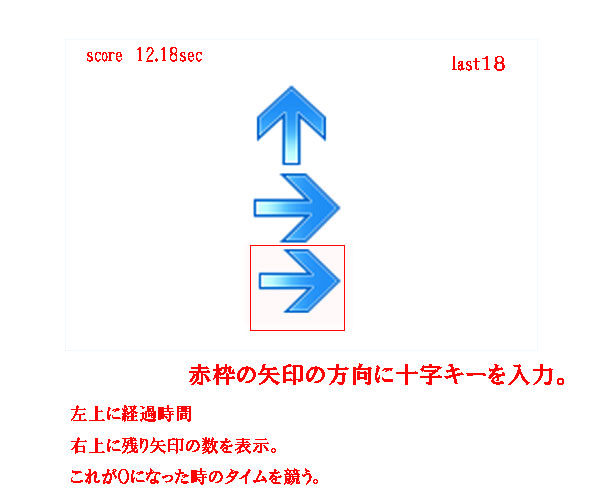 score 12.18sec
last18
赤枠の矢印の方向に十字キーを入力。
左上に経過時間
右上に残り矢印の数を表示。
これが0になった時のタイムを競う。